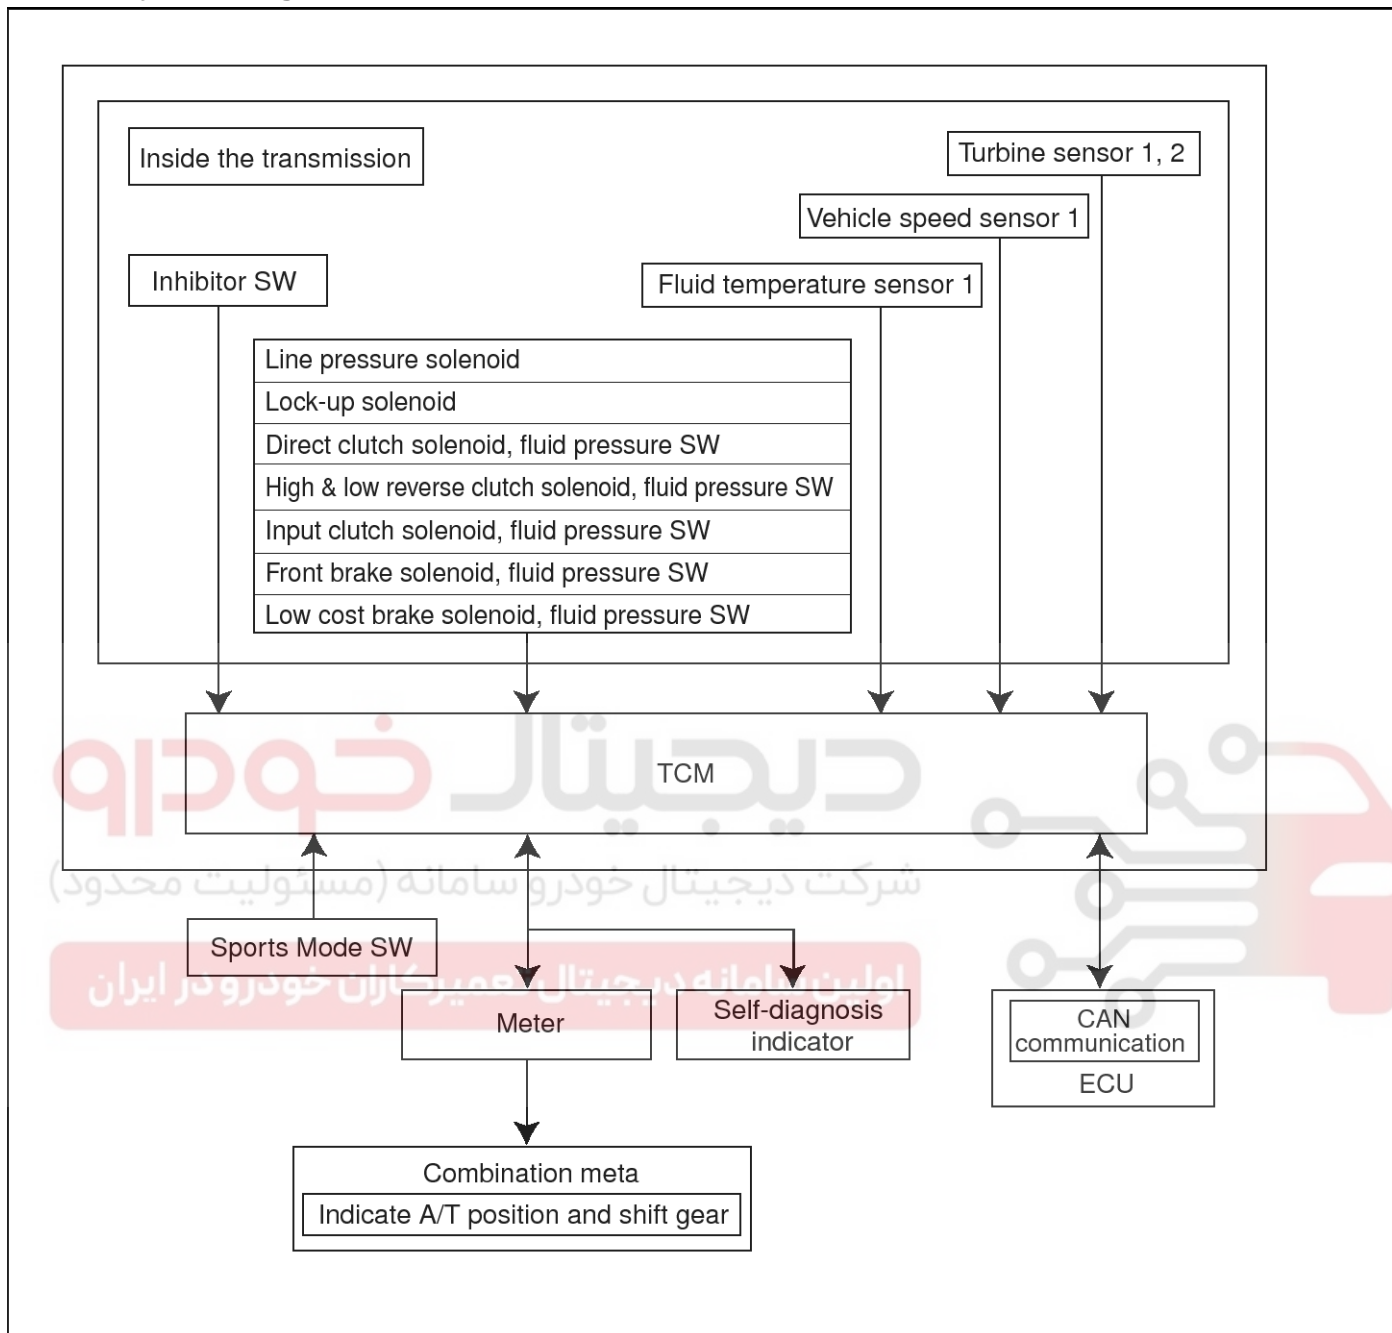 Inside the transmission
Turbine sensor 1, 2
Vehicle speed sensor 1
Inhibitor SW
Fluid temperature sensor 1
Line pressure solenoid
Lock-up solenoid
Direct clutch solenoid, fluid pressure SW
High & low reverse clutch solenoid, fluid pressure SW
Input clutch solenoid, fluid pressure SW
Front brake solenoid, fluid pressure SW
Low cost brake solenoid, fluid pressure SW
دیجیتال خودرو
TCM
شرکت دیجیتال خودرو سامانه (مسئولیت محدود)
Sports Mode SW
اولین سامانه دیجیتال تعمیرکاران خودرو در ایران
Meter
Self-diagnosis
indicator
CAN
communication
ECU
Combination meta
Indicate A/T position and shift gear